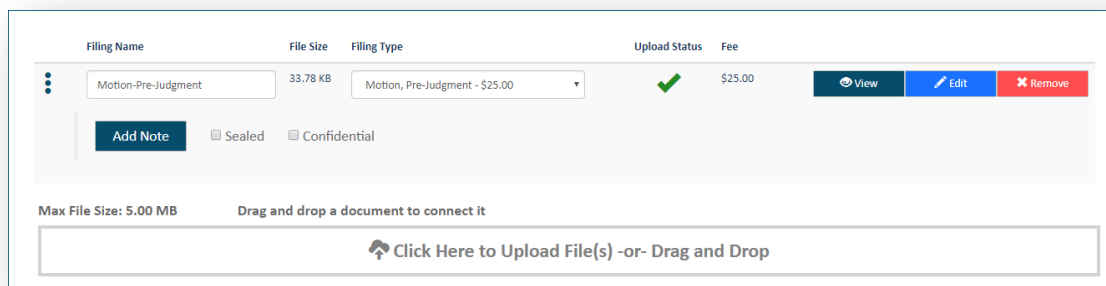 Filing Name File Size Filing Type Upload Status Fee
Motion-Pre-Judgment 33.78 KB Motion, Pre-Judgment - $25.00 $25.00 View Edit Remove
Add Note Sealed Confidential
Max File Size: 5.00 MB Drag and drop a document to connect it
Click Here to Upload File(s) -or- Drag and Drop